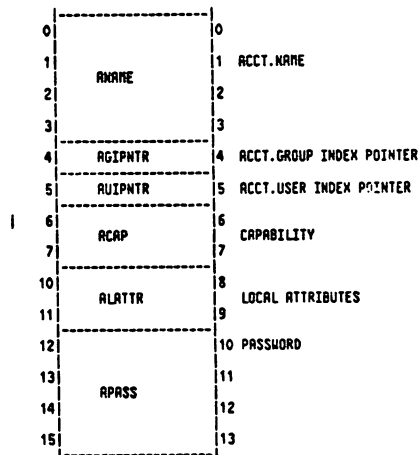 0 0
1 1 ACCT.NAME
ANAME
2 2
3 3
4 AGIPNTR 4 ACCT.GROUP INDEX POINTER
5 AUIPNTR 5 ACCT.USER INDEX POINTER
6 6
ACAP CAPABILITY
7 7
10 8
ALATTR LOCAL ATTRIBUTES
11 9
12 10 PASSWORD
13 11
APASS
14 12
15 13